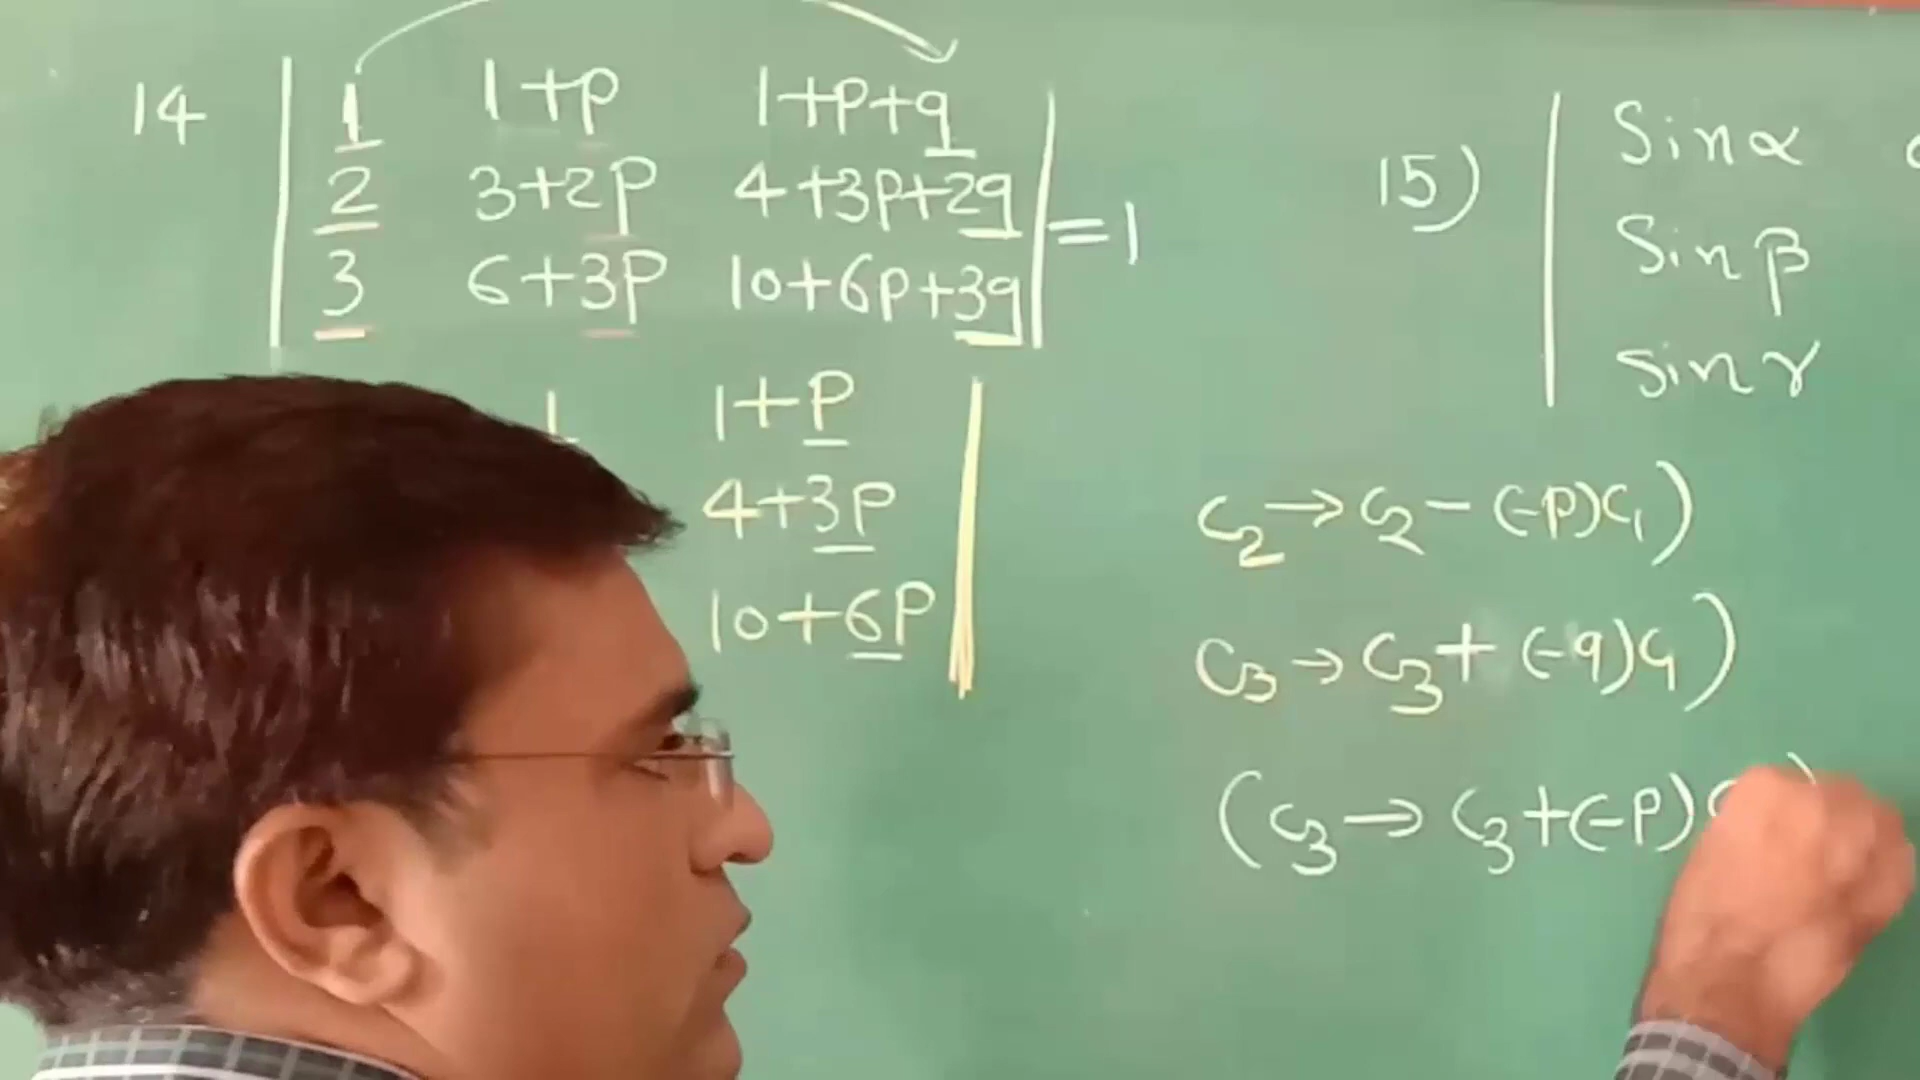 14 | 1 1+p 1+p+q |
| 2 3+2p 4+3p+2q | = 1
| 3 6+3p 10+6p+3q |
1 1+p |
4+3p |
10+6p |
15) | Sinα
| Sinβ
| Sinγ
C₂ → C₂ - (-p)C₁)
C₃ → C₃ + (-q)C₁)
(C₃ → C₃ + (-p)